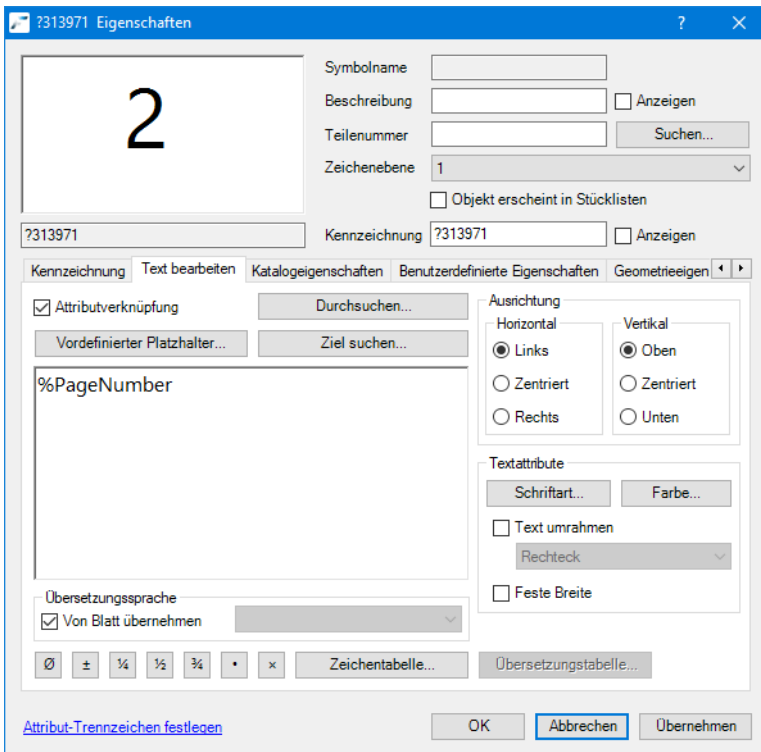 ?313971 Eigenschaften
2
Symbolname
Beschreibung
Anzeigen
Teilenummer
Suchen...
Zeichenebene
1
Objekt erscheint in Stücklisten
?313971
Kennzeichnung
?313971
Anzeigen
Kennzeichnung Text bearbeiten Katalogeigenschaften Benutzerdefinierte Eigenschaften Geometrieeigen
Attributverknüpfung
Durchsuchen...
Vordefinierter Platzhalter...
Ziel suchen...
%PageNumber
Ausrichtung
Horizontal
Vertikal
Links
Oben
Zentriert
Zentriert
Rechts
Unten
Textattribute
Schriftart...
Farbe...
Text umrahmen
Rechteck
Feste Breite
Übersetzungssprache
Von Blatt übernehmen
Ø ± ¼ ½ ¾ • × Zeichentabelle... Übersetzungstabelle...
Attribut-Trennzeichen festlegen
OK Abbrechen Übernehmen